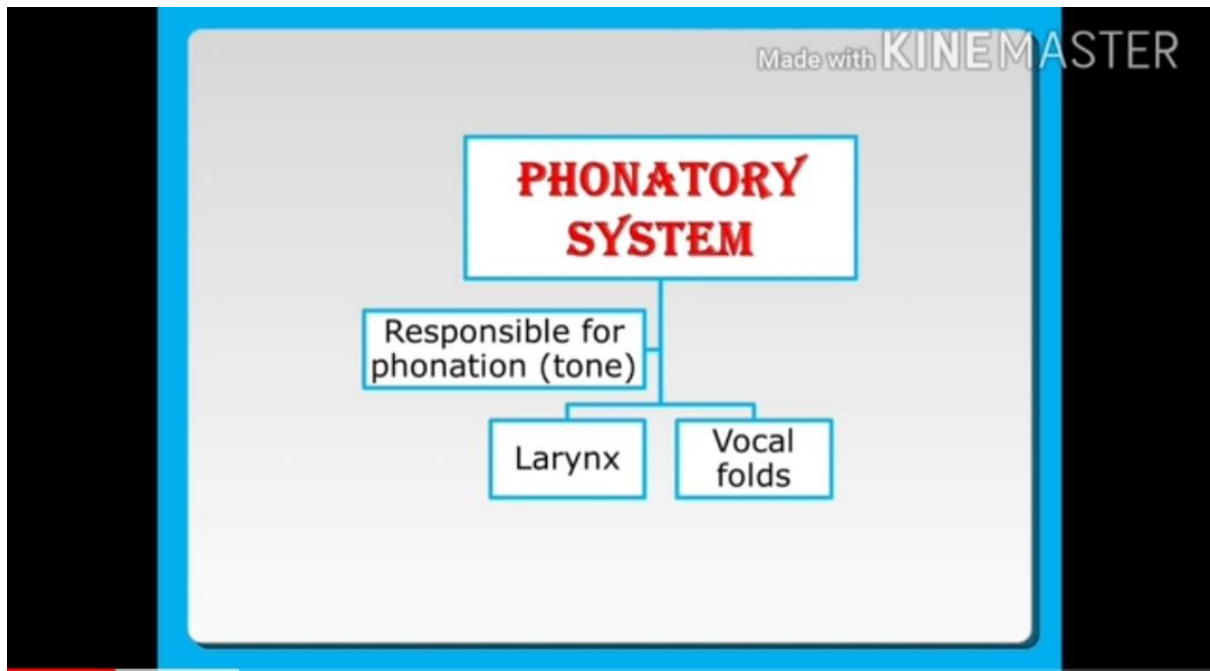 Made with KINEMASTER
PHONATORY
SYSTEM
Responsible for
phonation (tone)
Larynx
Vocal
folds